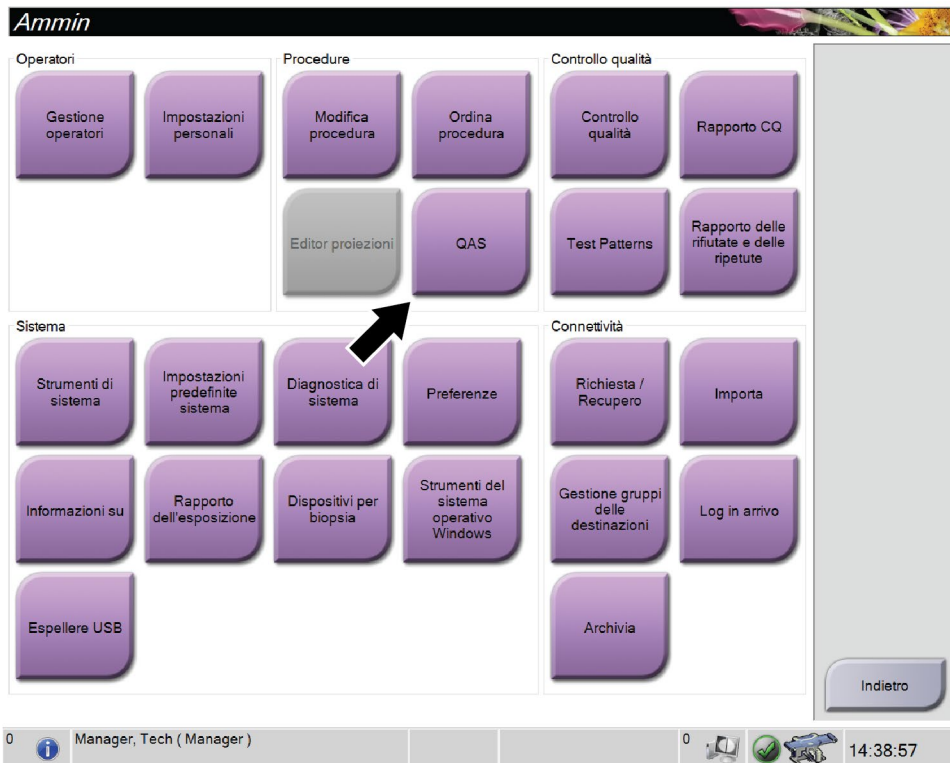 Ammin
Operatori
Gestione
operatori
Impostazioni
personali
Procedure
Modifica
procedura
Ordina
procedura
Editor proiezioni
QAS
Controllo qualità
Controllo
qualità
Rapporto CQ
Test Patterns
Rapporto delle
rifiutate e delle
ripetute
Sistema
Strumenti di
sistema
Impostazioni
predefinite
sistema
Diagnostica di
sistema
Preferenze
Informazioni su
Rapporto
dell'esposizione
Dispositivi per
biopsia
Strumenti del
sistema
operativo
Windows
Espellere USB
Connettività
Richiesta /
Recupero
Importa
Gestione gruppi
delle
destinazioni
Log in arrivo
Archivia
Indietro
0
Manager, Tech ( Manager )
0
14:38:57